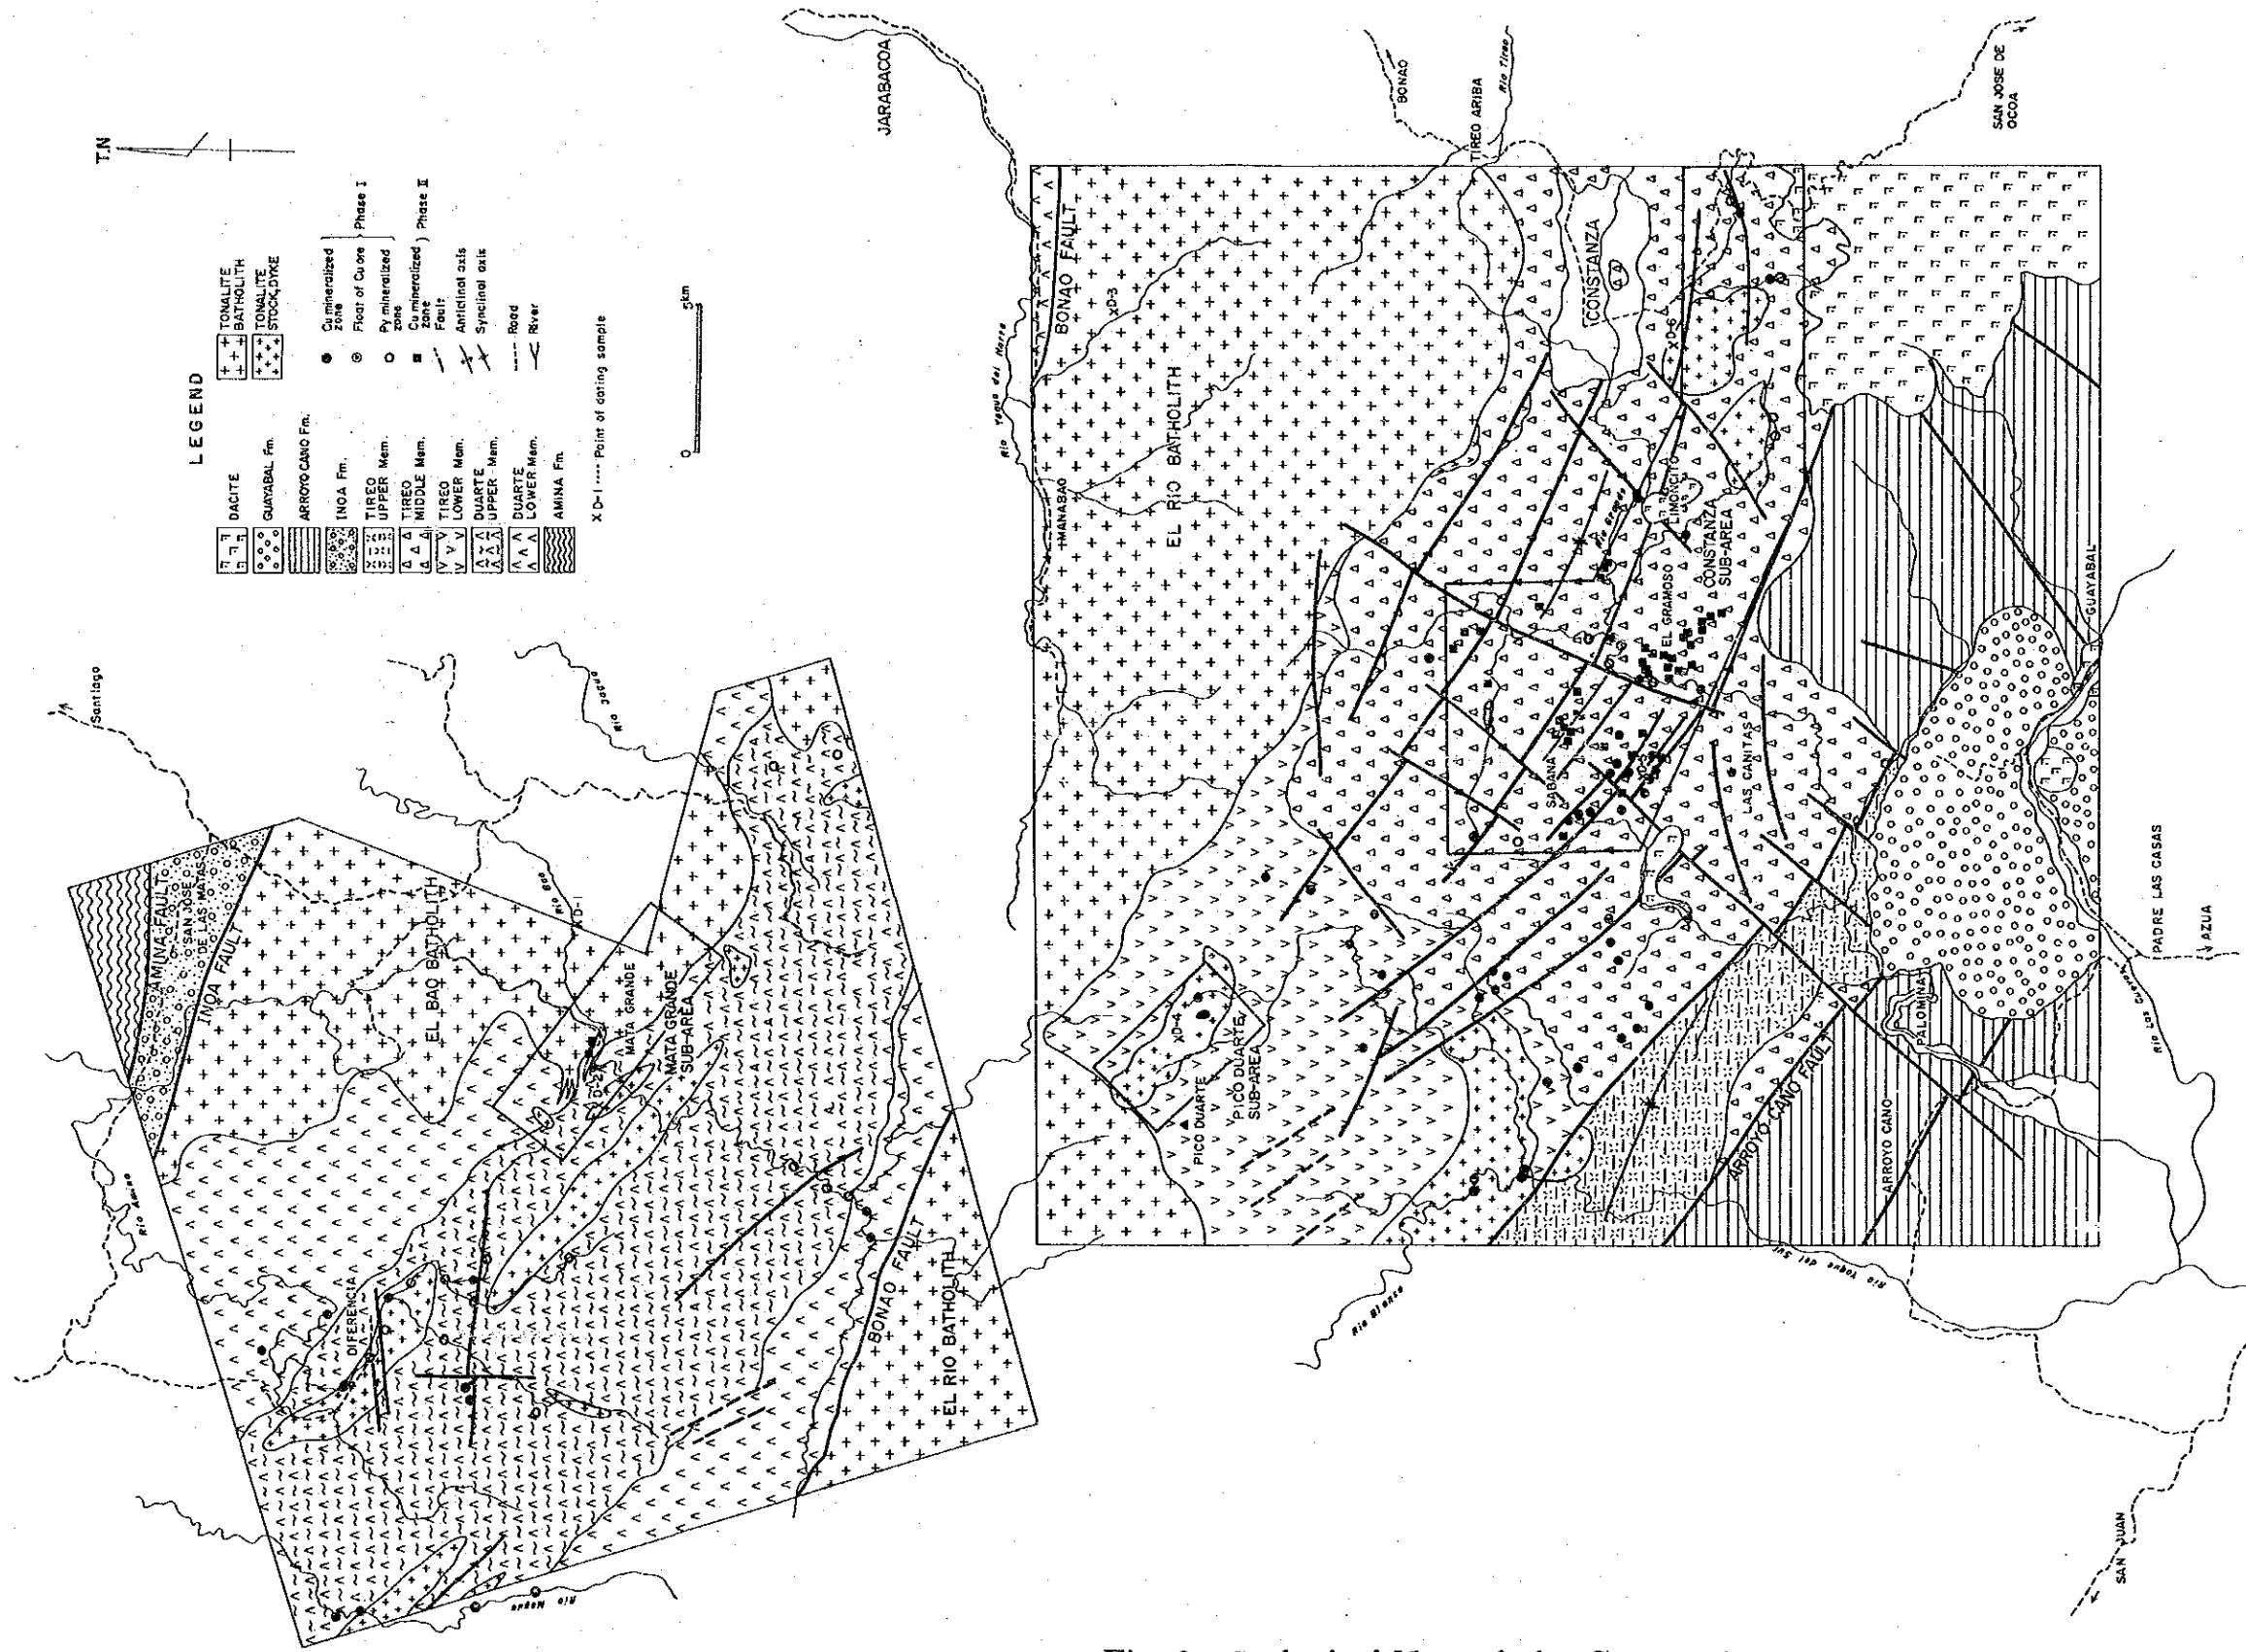 T.N
LEGEND
DACITE
GUAYABAL Fm.
ARROYO CANO Fm.
INOA Fm.
TIREO
UPPER Mem.
TIREO
MIDDLE Mem.
TIREO
LOWER Mem.
DUARTE
UPPER Mem.
DUARTE
LOWER Mem.
AMINA Fm.
TONALITE
BATHOLITH
TONALITE
STOCK,DYKE
Cu mineralized
zone
Float of Cu ore
Py mineralized
zone
Phase I
Cu mineralized
zone
Phase II
Fault
Anticlinal axis
Synclinal axis
Road
River
X D-1 ---- Point of dating sample
0 5km
Santiago
Rio Jagua
Rio Amina
AMINA FAULT
SAN JOSE
DE LAS MATAS
INOA FAULT
EL BAO BATHOLITH
Rio Bao
XD-1
MATA GRANDE
MATA GRANDE
SUB-AREA
XD-2
DIFERENCIA
BONAO FAULT
EL RIO BATHOLITH
Rio Magua
JARABACOA
Rio Yaque del Norte
BONAO
TIREO ARIBA
Rio Tireo
SAN JOSE DE
OCOA
BONAO FAULT
XD-3
MANABAO
EL RIO BATHOLITH
CONSTANZA
XD-6
Rio Grande
LIMONCITO
CONSTANZA
SUB-AREA
EL GRAMOSO
SABANA
XD-5
LAS CANITAS
XD-4
PICO DUARTE
PICO DUARTE
SUB-AREA
ARROYO CANO FAULT
ARROYO CANO
PALOMINA
GUAYABAL
PADRE LAS CASAS
AZUA
Rio Las Cuevas
Rio Yaque del Sur
Rio Blanco
SAN JUAN